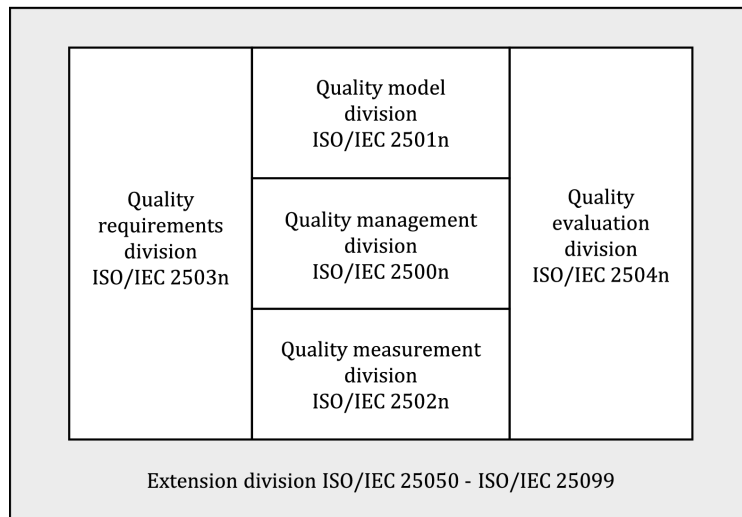 Quality
requirements
division
ISO/IEC 2503n
Quality model
division
ISO/IEC 2501n
Quality management
division
ISO/IEC 2500n
Quality measurement
division
ISO/IEC 2502n
Quality
evaluation
division
ISO/IEC 2504n
Extension division ISO/IEC 25050 - ISO/IEC 25099